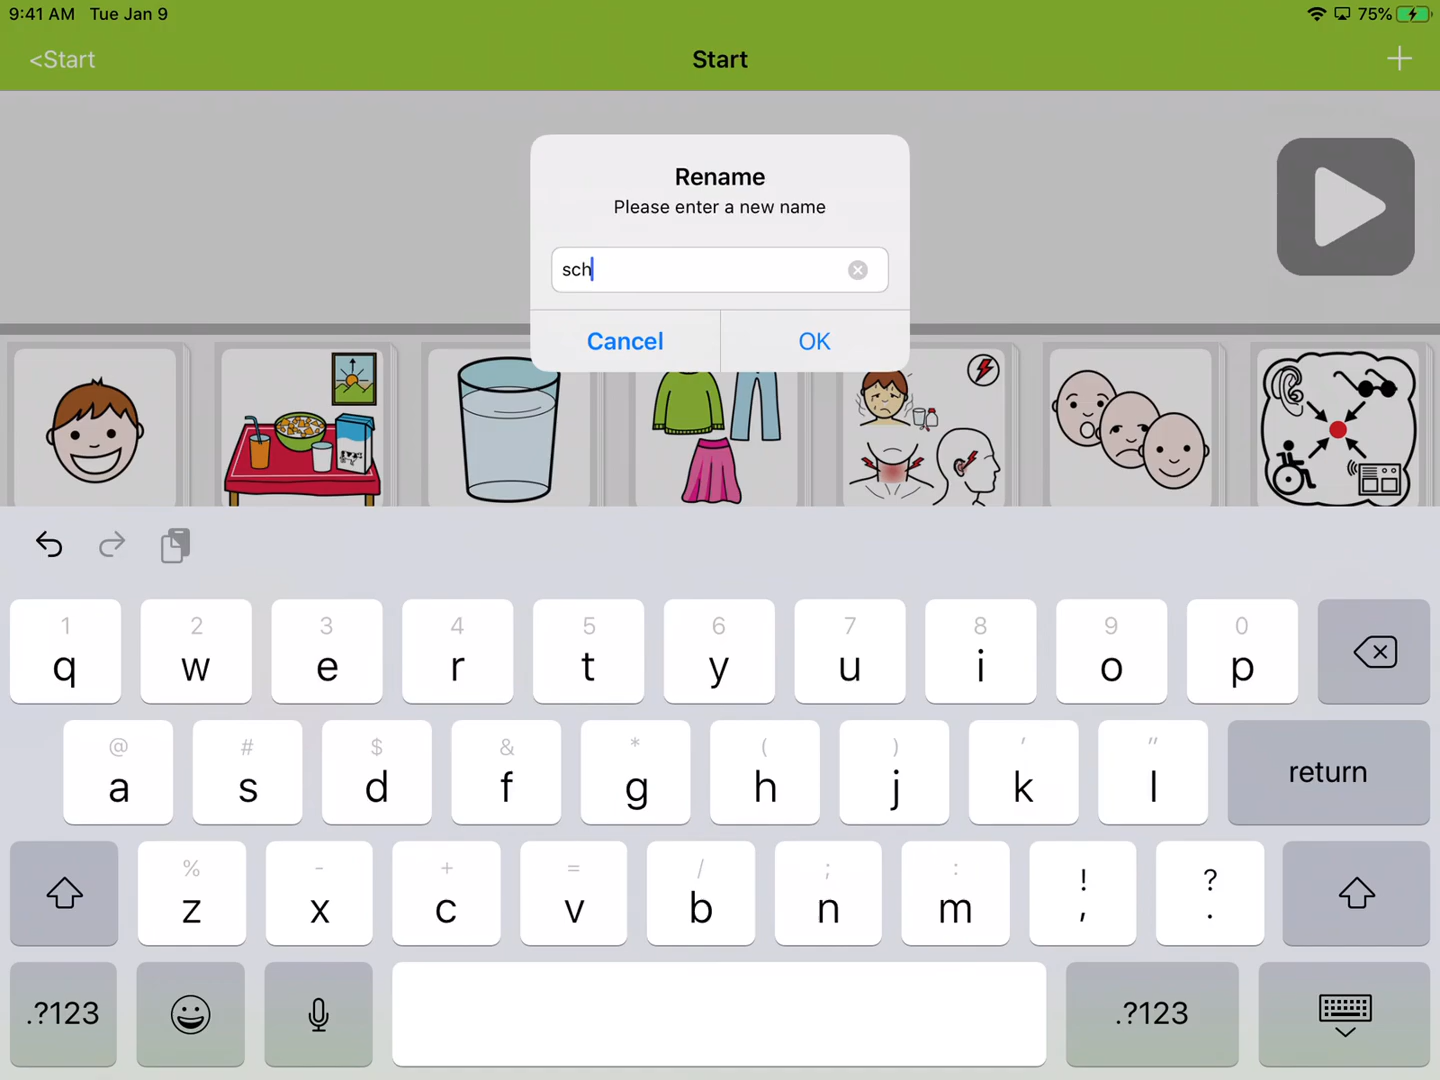 9:41 AM Tue Jan 9 75%
<Start Start +
Rename
Please enter a new name
sch
Cancel OK
1 2 3 4 5 6 7 8 9 0
q w e r t y u i o p
@ # $ & * ( ) ' "
a s d f g h j k l return
% - + = / ; : ! ?
z x c v b n m , .
.?123 .?123